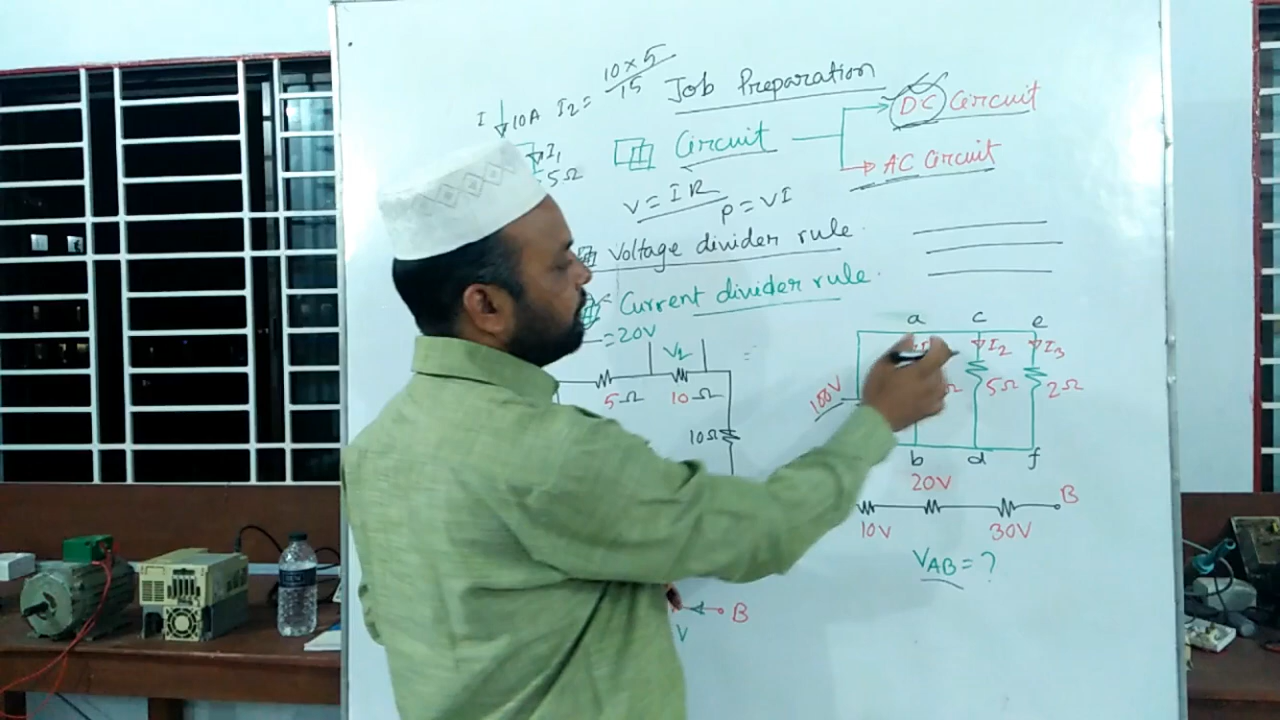 Job Preparation
I 10A I2 = 10 x 5 / 15
I1
5Ω
Circuit
DC Circuit
AC Circuit
V = IR
P = VI
Voltage divider rule
Current divider rule.
= 20V
5Ω
10Ω
10Ω
100V
a c e
I2 I3
5Ω 2Ω
b d f
20V
10V 30V B
VAB = ?
B
V